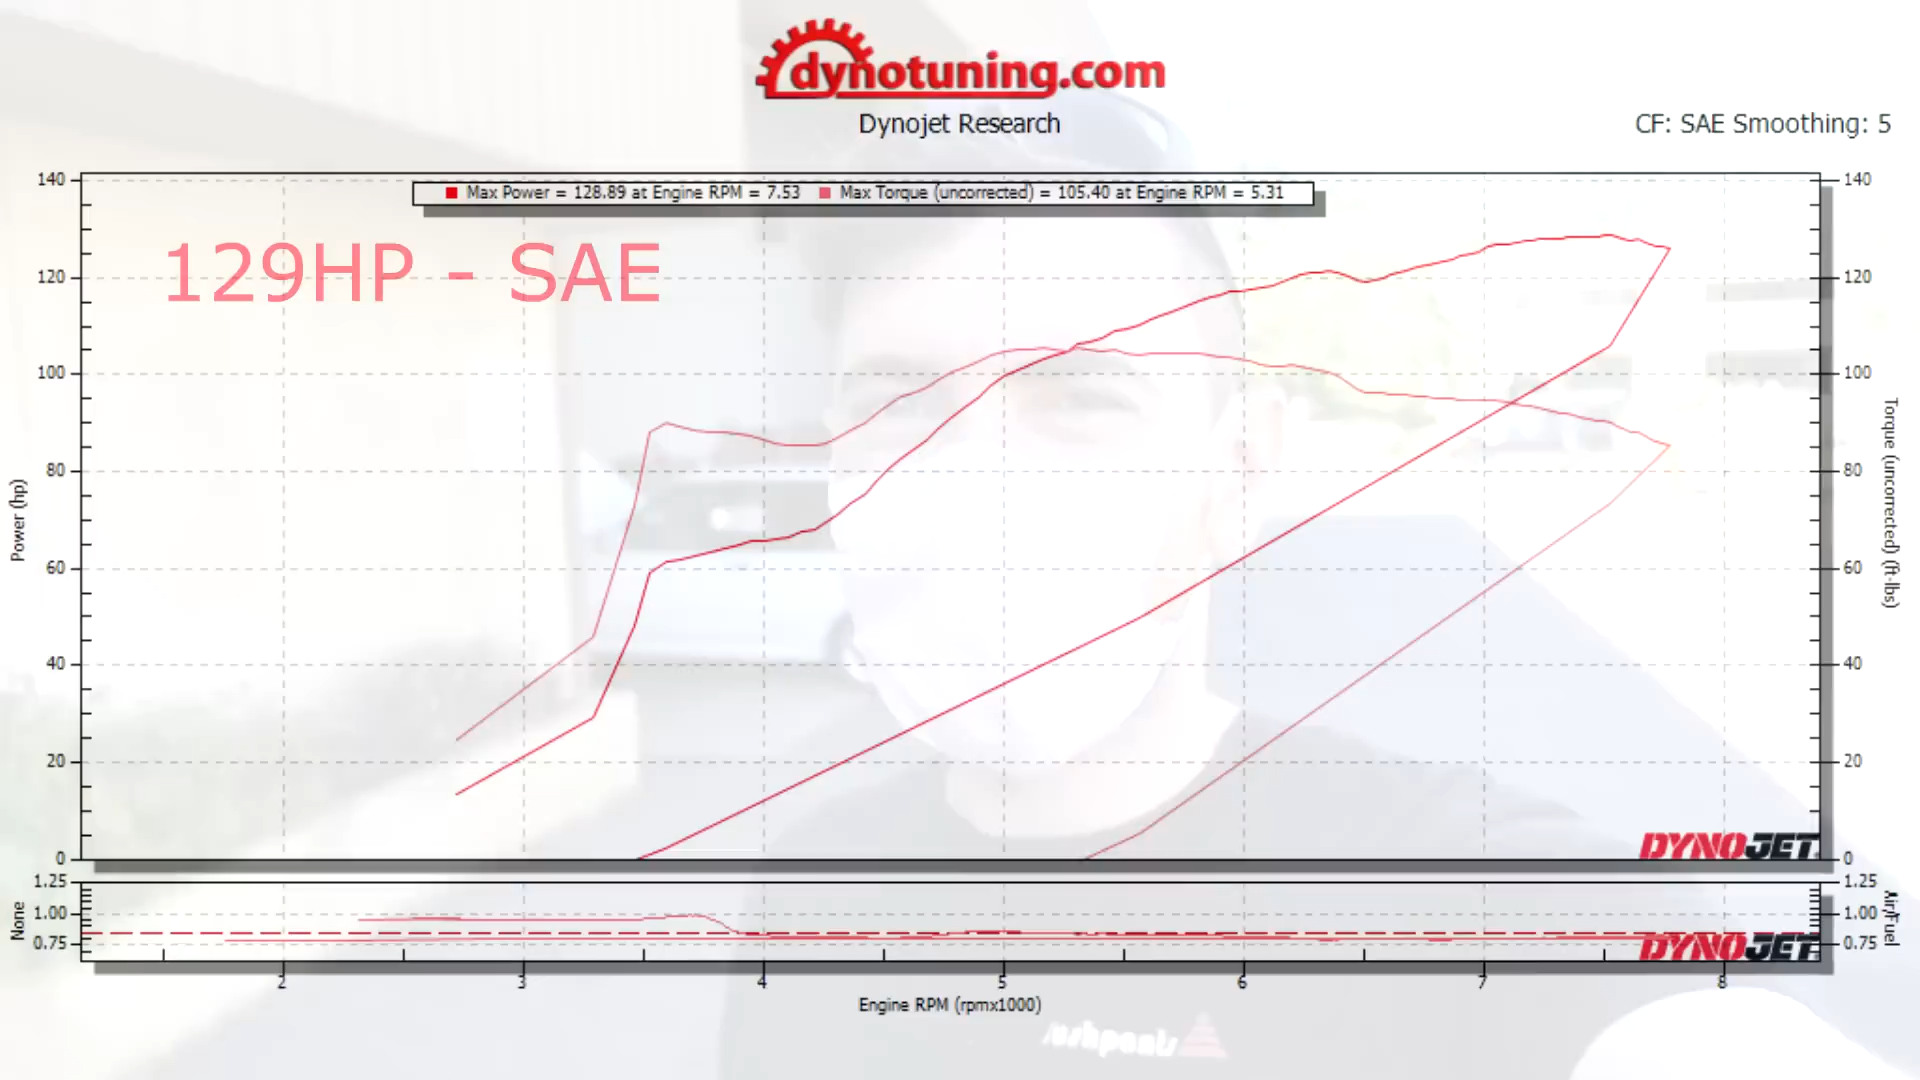 dynotuning.com
Dynojet Research
CF: SAE Smoothing: 5
Max Power = 128.89 at Engine RPM = 7.53 Max Torque (uncorrected) = 105.40 at Engine RPM = 5.31
129HP - SAE
140
120
100
80
60
40
20
0
Power (hp)
140
120
100
80
60
40
20
0
Torque (uncorrected) (ft-lbs)
DYNOJET
1.25
1.00
0.75
None
1.25
1.00
0.75
Air/Fuel
DYNOJET
2 3 4 5 6 7 8
Engine RPM (rpmx1000)